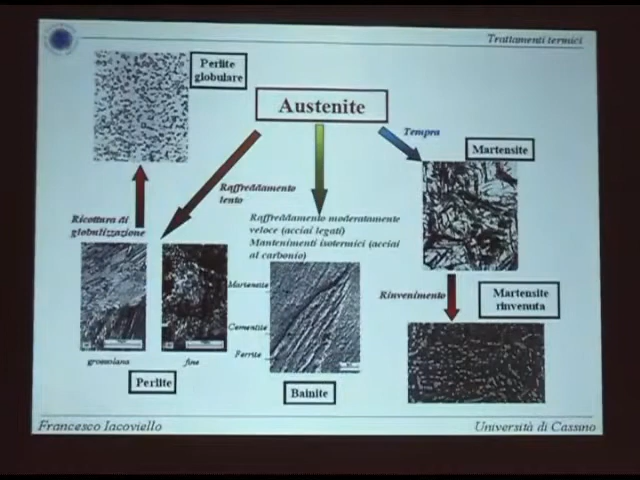 Trattamenti termici
Perlite
globulare
Austenite
Tempra
Martensite
Raffreddamento
lento
Ricottura di
globulizzazione
Raffreddamento moderatamente
veloce (acciai legati)
Mantenimenti isotermici (acciai
al carbonio)
Martensite
Cementite
Ferrite
Rinvenimento
Martensite
rinvenuta
grossolana
fine
Perlite
Bainite
Francesco Iacoviello
Università di Cassino